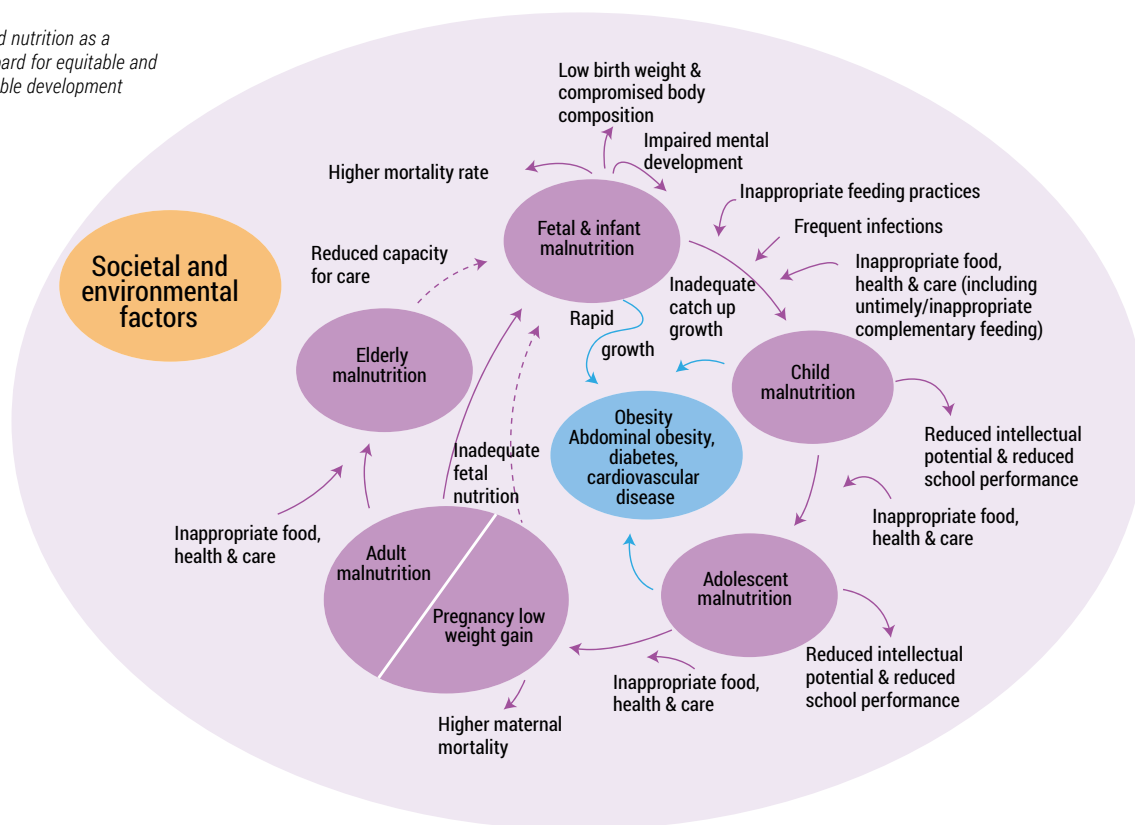 d nutrition as a
oard for equitable and
ble development
Low birth weight &
compromised body
composition
Impaired mental
development
Higher mortality rate
Inappropriate feeding practices
Fetal & infant
malnutrition
Frequent infections
Reduced capacity
for care
Inappropriate food,
health & care (including
untimely/inappropriate
complementary feeding)
Societal and
environmental
factors
Inadequate
catch up
growth
Rapid
growth
Elderly
malnutrition
Child
malnutrition
Obesity
Abdominal obesity,
diabetes,
cardiovascular
disease
Reduced intellectual
potential & reduced
school performance
Inadequate
fetal
nutrition
Inappropriate food,
health & care
Inappropriate food,
health & care
Adult
malnutrition
Pregnancy low
weight gain
Adolescent
malnutrition
Reduced intellectual
potential & reduced
school performance
Inappropriate food,
health & care
Higher maternal
mortality